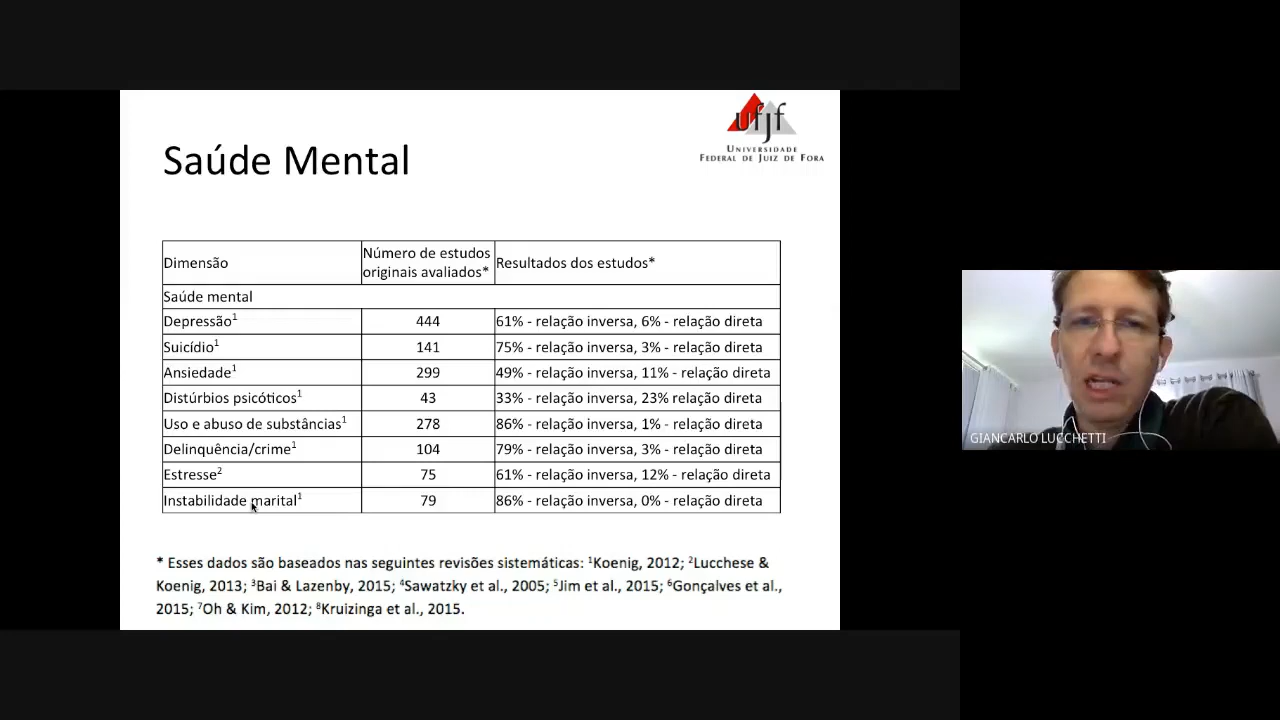 ufjf
UNIVERSIDADE
FEDERAL DE JUIZ DE FORA
Saúde Mental
Dimensão
Número de estudos
originais avaliados*
Resultados dos estudos*
Saúde mental
Depressão¹ 444 61% - relação inversa, 6% - relação direta
Suicídio¹ 141 75% - relação inversa, 3% - relação direta
Ansiedade¹ 299 49% - relação inversa, 11% - relação direta
Distúrbios psicóticos¹ 43 33% - relação inversa, 23% relação direta
Uso e abuso de substâncias¹ 278 86% - relação inversa, 1% - relação direta
Delinquência/crime¹ 104 79% - relação inversa, 3% - relação direta
Estresse² 75 61% - relação inversa, 12% - relação direta
Instabilidade marital¹ 79 86% - relação inversa, 0% - relação direta
* Esses dados são baseados nas seguintes revisões sistemáticas: ¹Koenig, 2012; ²Lucchese &
Koenig, 2013; ³Bai & Lazenby, 2015; ⁴Sawatzky et al., 2005; ⁵Jim et al., 2015; ⁶Gonçalves et al.,
2015; ⁷Oh & Kim, 2012; ⁸Kruizinga et al., 2015.
GIANCARLO LUCCHETTI